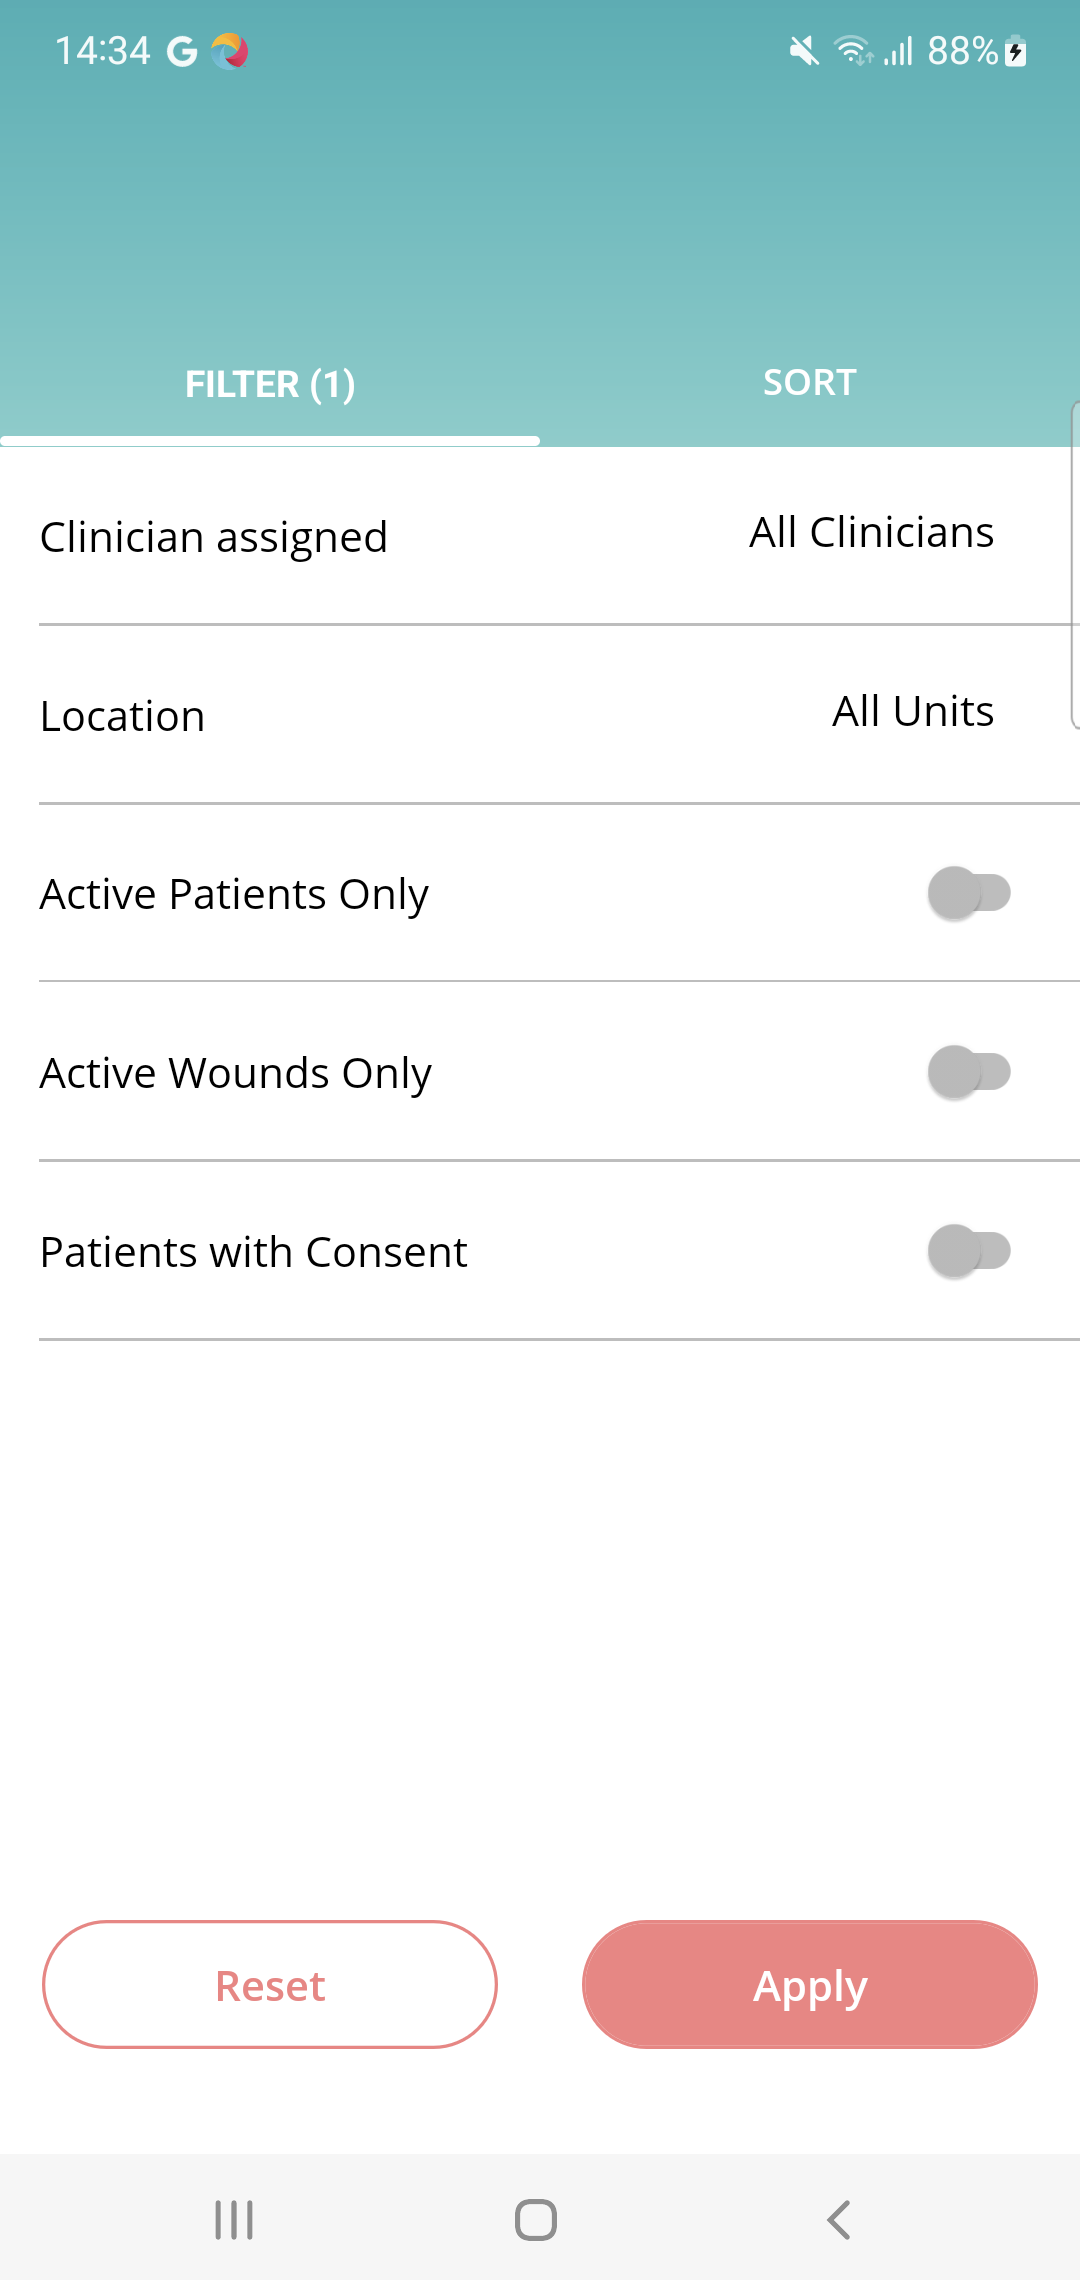 14:34 G 88%
FILTER (1) SORT
Clinician assigned All Clinicians
Location All Units
Active Patients Only
Active Wounds Only
Patients with Consent
Reset Apply